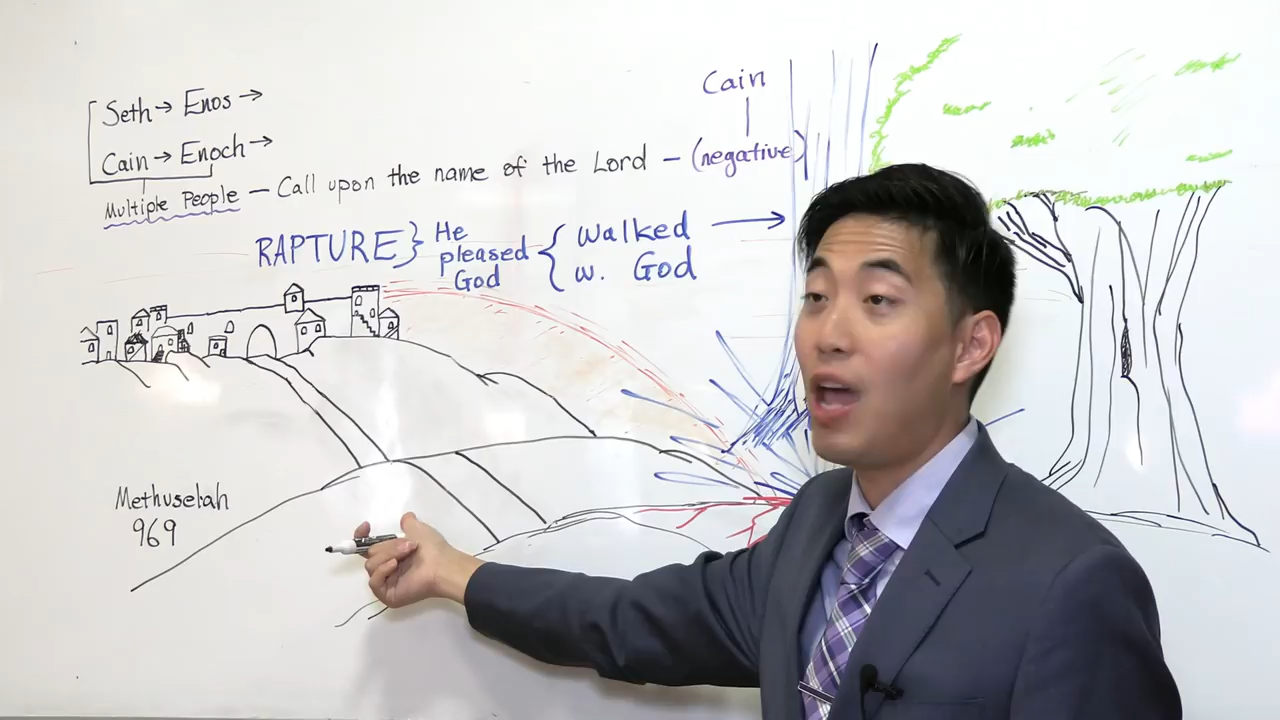 Seth → Enos →
Cain → Enoch →
Multiple People – Call upon the name of the Lord – (negative)
Cain
RAPTURE } He pleased God { Walked w. God →
Methuselah
969